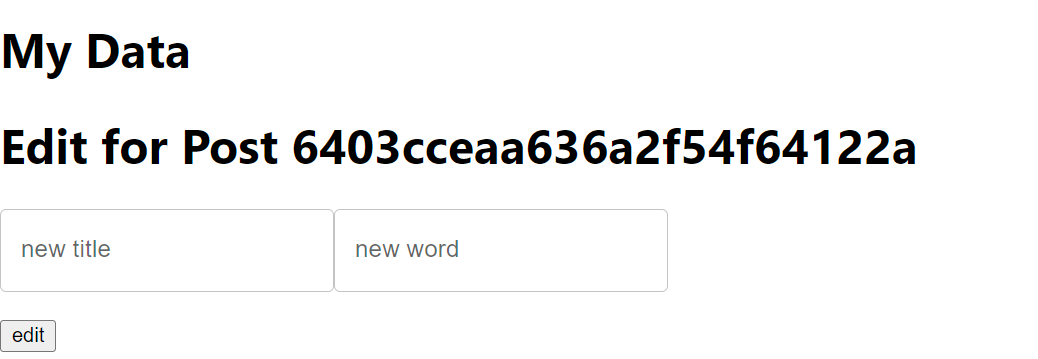 My Data
Edit for Post 6403cceaa636a2f54f64122a
new title new word
edit